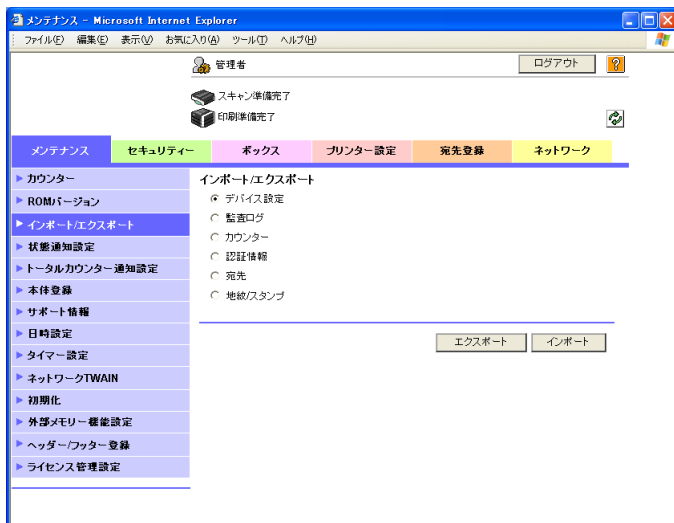 メンテナンス - Microsoft Internet Explorer
ファイル(F) 編集(E) 表示(V) お気に入り(A) ツール(T) ヘルプ(H)
管理者 ログアウト ?
スキャン準備完了
印刷準備完了
メンテナンス セキュリティー ボックス プリンター設定 宛先登録 ネットワーク
カウンター
ROMバージョン
インポート/エクスポート
状態通知設定
トータルカウンター通知設定
本体登録
サポート情報
日時設定
タイマー設定
ネットワークTWAIN
初期化
外部メモリー機能設定
ヘッダー/フッター登録
ライセンス管理設定
インポート/エクスポート
デバイス設定
監査ログ
カウンター
認証情報
宛先
地紋/スタンプ
エクスポート インポート